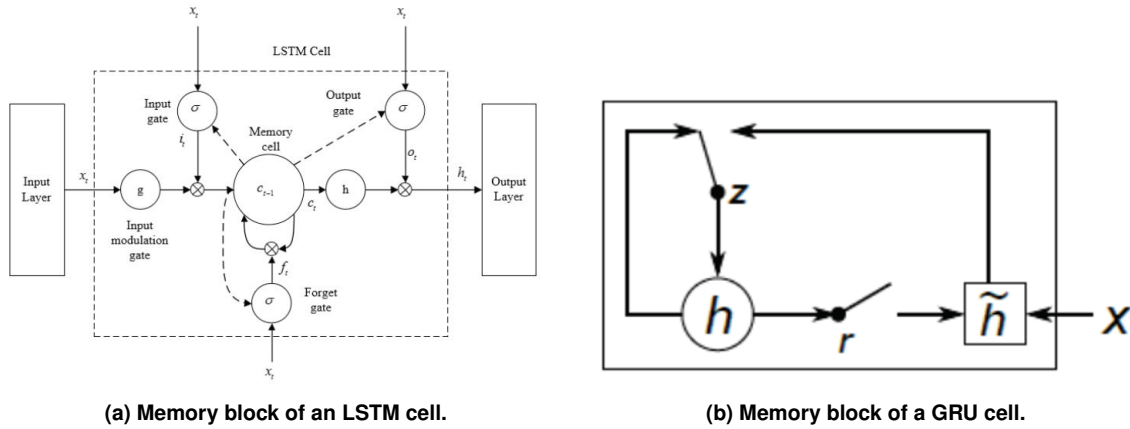 x_t
x_t
LSTM Cell
Input
gate
σ
Output
gate
σ
i_t
Memory
cell
o_t
Input
Layer
x_t
g
c_{t-1}
c_t
h
h_t
Output
Layer
Input
modulation
gate
f_t
σ
Forget
gate
x_t
(a) Memory block of an LSTM cell.
z
h
r
h̃
x
(b) Memory block of a GRU cell.